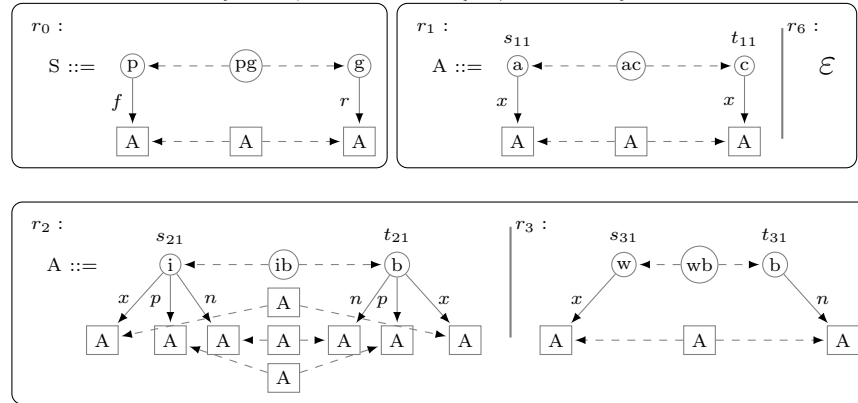 r0 :
S ::= p pg g
f r
A A A
r1 : s11 t11 r6 :
A ::= a ac c ε
x x
A A A
r2 : s21 t21 r3 : s31 t31
A ::= i ib b w wb b
x p n n p x x n
A
A A A A A A A A A A
A